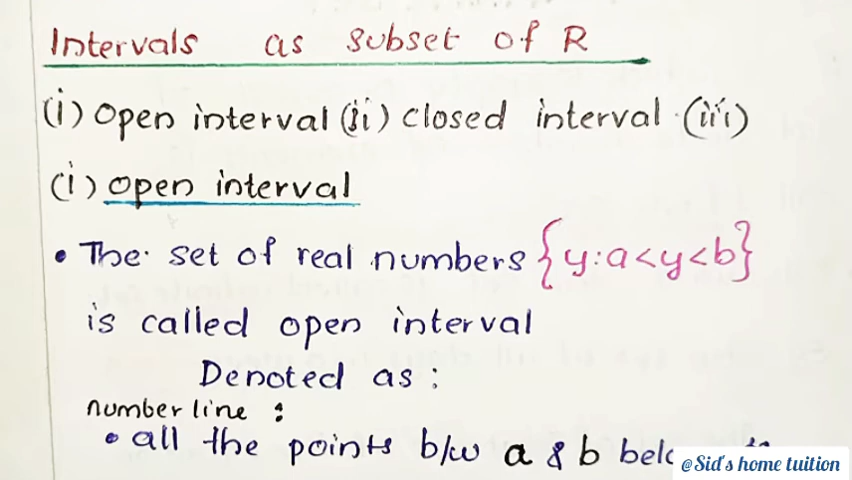 Intervals as subset of R
(i) Open interval (ii) closed interval (iii)
(i) open interval
• The set of real numbers {y:a<y<b}
is called open interval
Denoted as :
number line :
• all the points b/w a & b
@Sid's home tuition